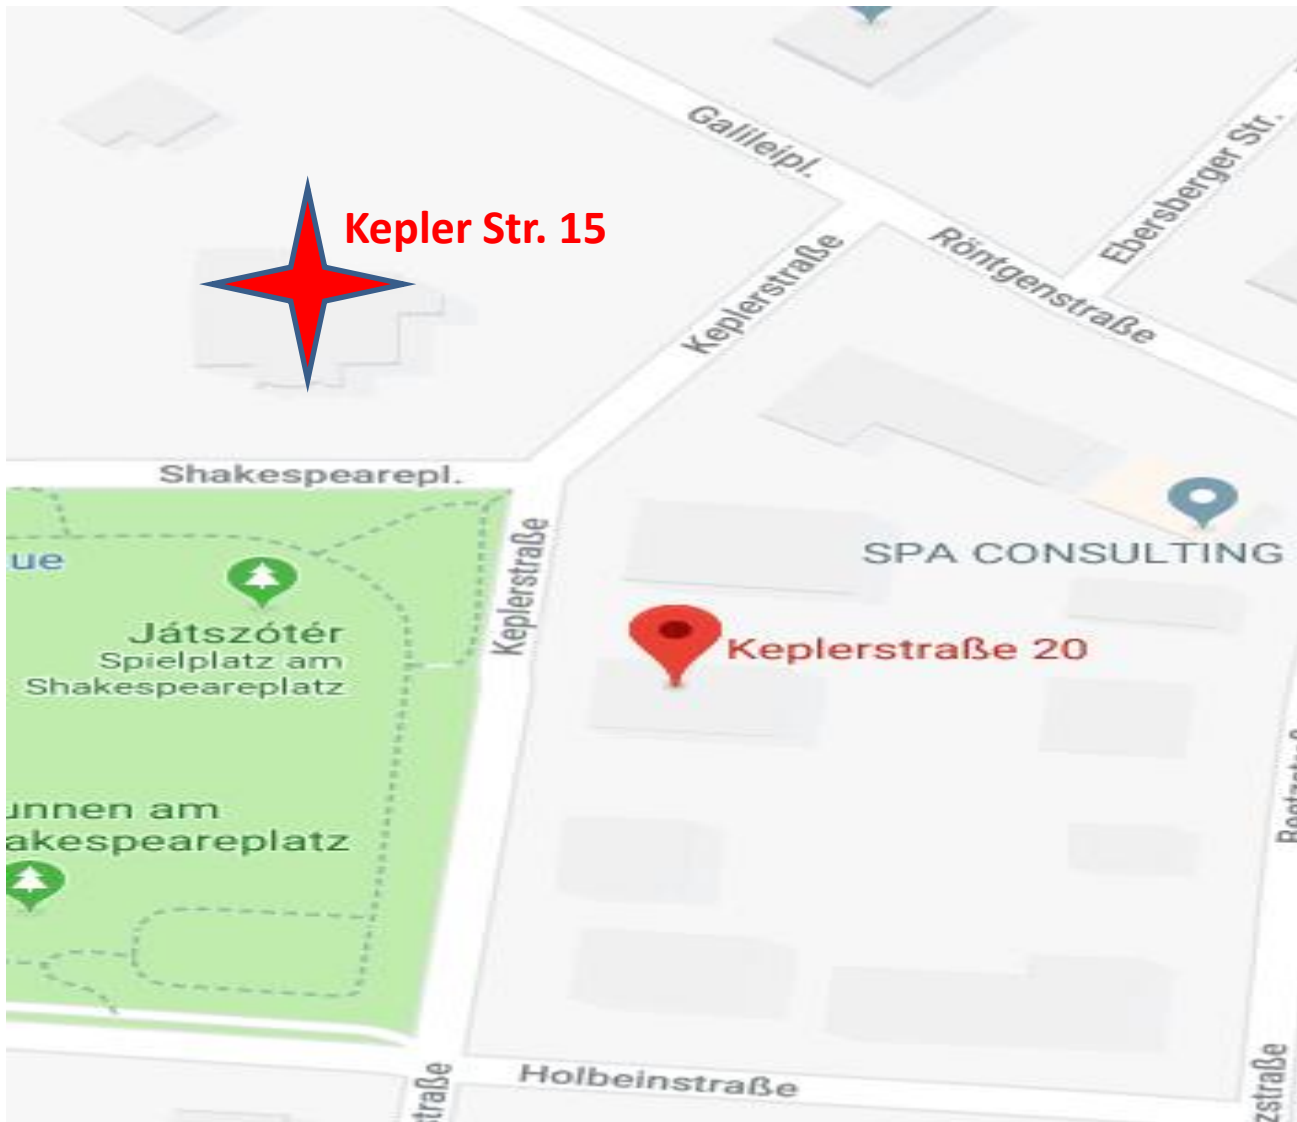 Galileipl.
Ebersberger Str.
Kepler Str. 15
Röntgenstraße
Keplerstraße
Shakespearepl.
SPA CONSULTING
ue
Keplerstraße
Játszótér
Spielplatz am
Shakespeareplatz
Keplerstraße 20
unnen am
akespeareplatz
Holbeinstraße
traße
zstraße